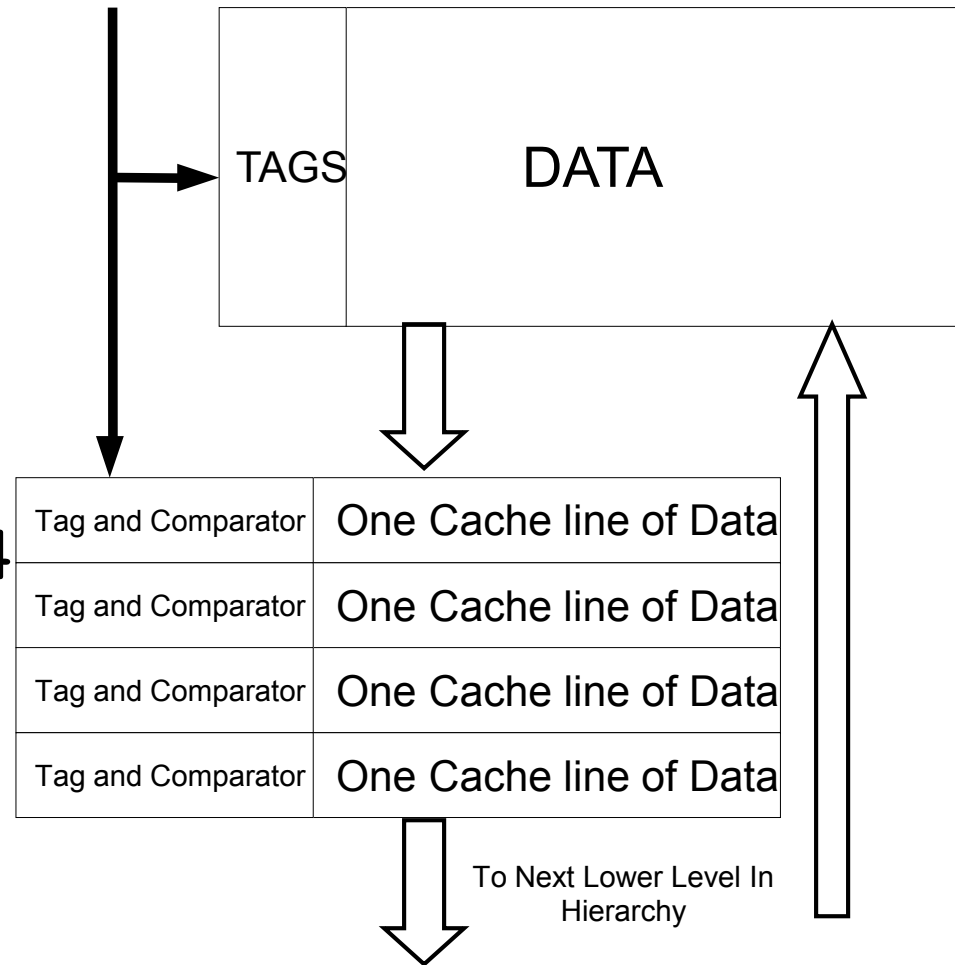 TAGS
DATA
Tag and Comparator
One Cache line of Data
Tag and Comparator
One Cache line of Data
Tag and Comparator
One Cache line of Data
Tag and Comparator
One Cache line of Data
To Next Lower Level In
Hierarchy